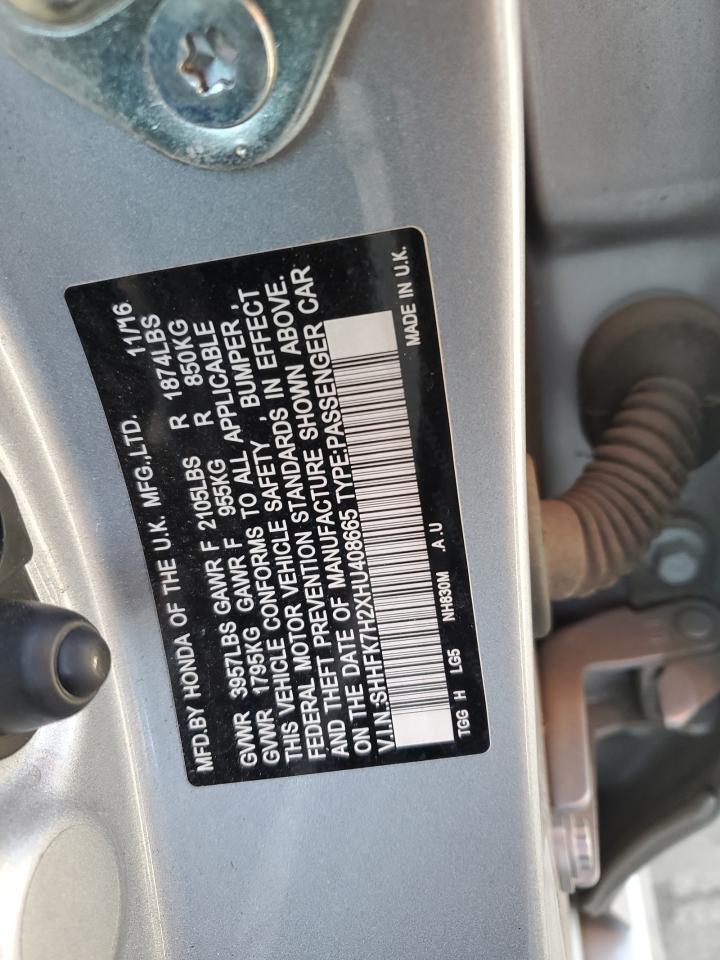 MFD.BY HONDA OF THE U.K. MFG.,LTD. 11/16
GVWR 3957LBS GAWR F 2105LBS R 1874LBS
GVWR 1795KG GAWR F 955KG R 850KG
THIS VEHICLE CONFORMS TO ALL APPLICABLE
FEDERAL MOTOR VEHICLE SAFETY, BUMPER,
AND THEFT PREVENTION STANDARDS IN EFFECT
ON THE DATE OF MANUFACTURE SHOWN ABOVE.
V.I.N.:SHHFK7H2XHU408665 TYPE:PASSENGER CAR
TGG H LG5 NH830M .A.U MADE IN U.K.